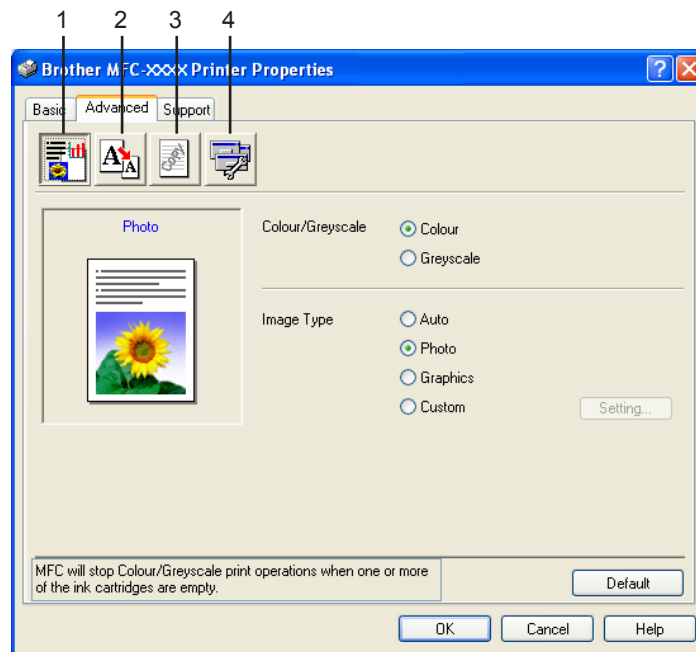 1 2 3 4
Brother MFC-XXXX Printer Properties
Basic Advanced Support
A A COPY
Photo
Colour/Greyscale Colour
Greyscale
Image Type Auto
Photo
Graphics
Custom Setting...
MFC will stop Colour/Greyscale print operations when one or more
of the ink cartridges are empty.
Default
OK Cancel Help